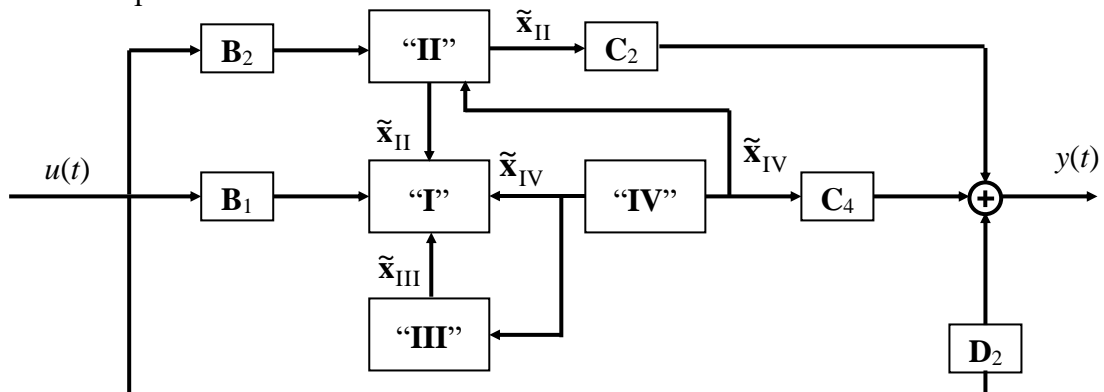 x̃II
B2
“II”
C2
x̃II
x̃IV
x̃IV
u(t)
y(t)
B1
“I”
“IV”
C4
+
x̃III
“III”
D2